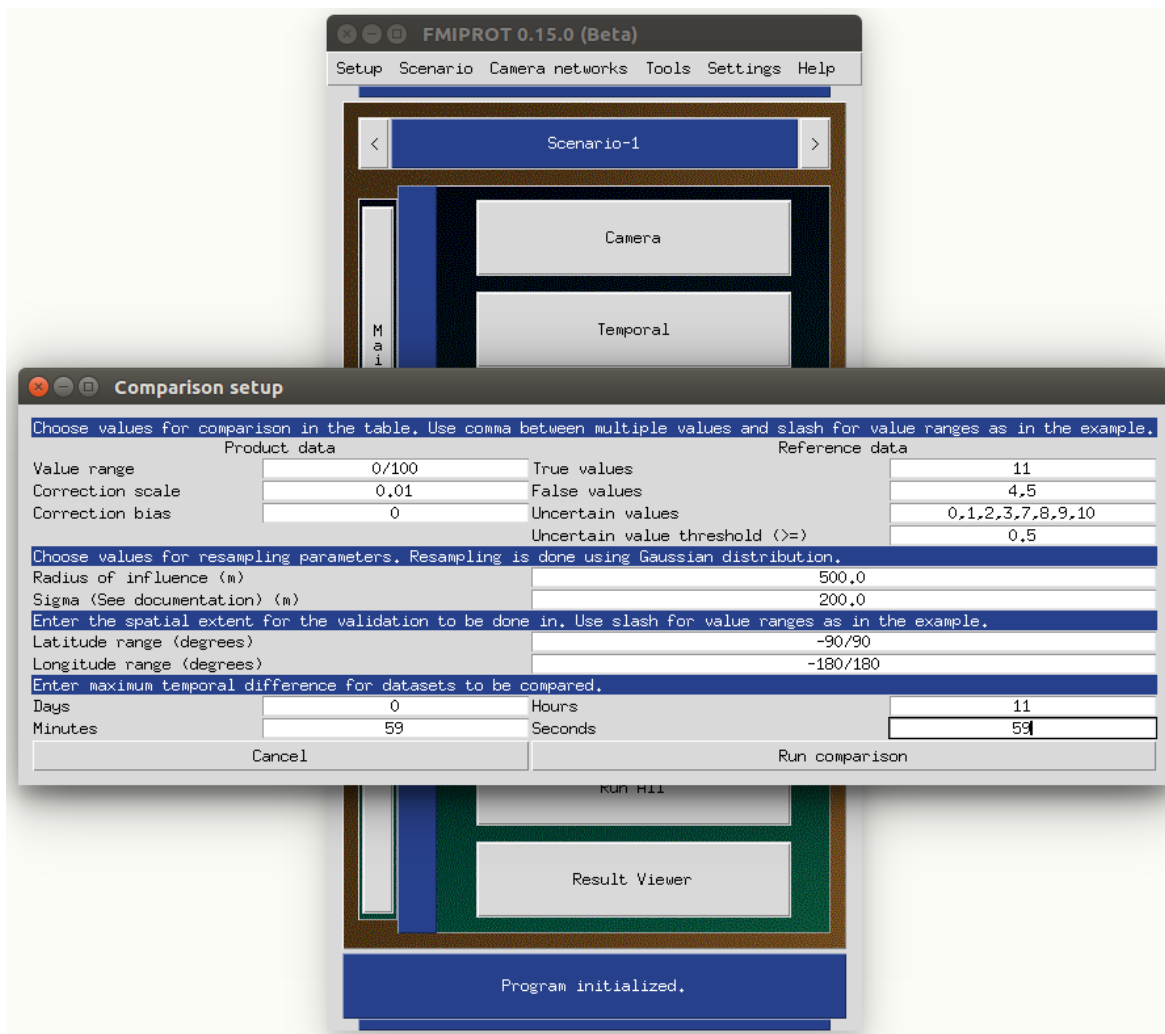 FMIPROT 0.15.0 (Beta)
Setup Scenario Camera networks Tools Settings Help
< Scenario-1 >
Camera
Temporal
Mai
Comparison setup
Choose values for comparison in the table. Use comma between multiple values and slash for value ranges as in the example.
Product data Reference data
Value range 0/100 True values 11
Correction scale 0.01 False values 4,5
Correction bias 0 Uncertain values 0,1,2,3,7,8,9,10
Uncertain value threshold (>=) 0.5
Choose values for resampling parameters. Resampling is done using Gaussian distribution.
Radius of influence (m) 500.0
Sigma (See documentation) (m) 200.0
Enter the spatial extent for the validation to be done in. Use slash for value ranges as in the example.
Latitude range (degrees) -90/90
Longitude range (degrees) -180/180
Enter maximum temporal difference for datasets to be compared.
Days 0 Hours 11
Minutes 59 Seconds 59
Cancel Run comparison
Run All
Result Viewer
Program initialized.